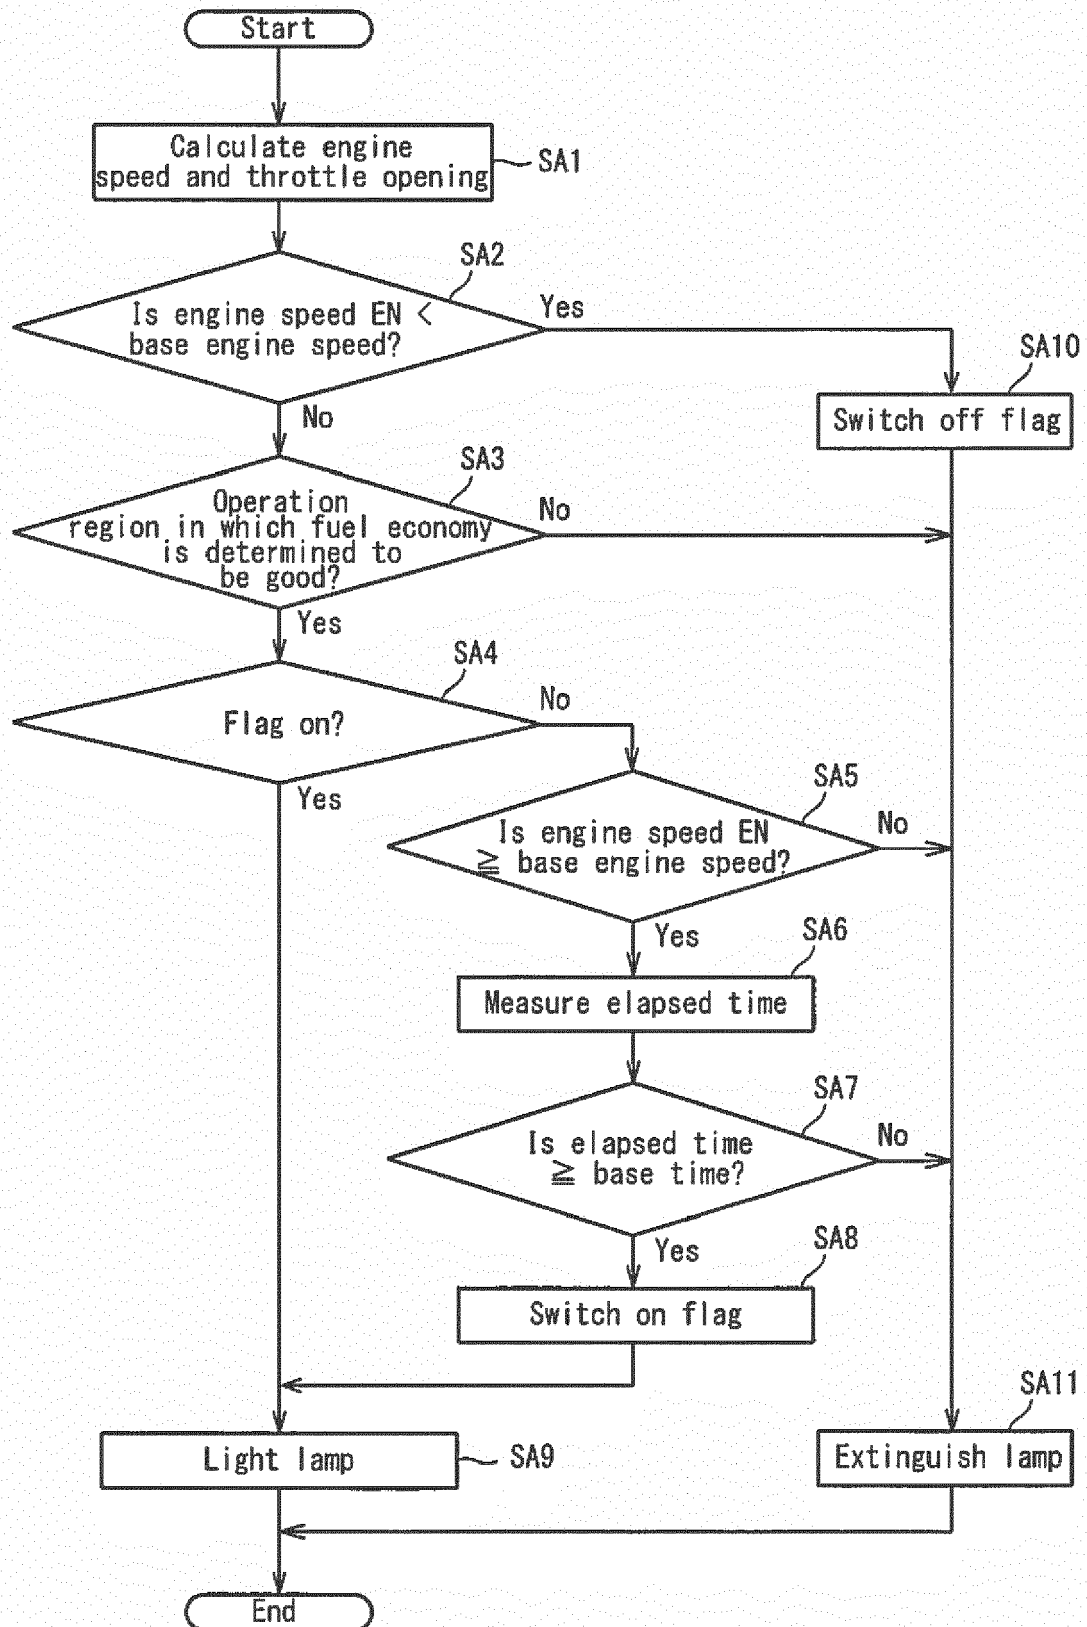 Start
Calculate engine
speed and throttle opening
SA1
SA2
Is engine speed EN <
base engine speed?
Yes
No
SA10
Switch off flag
SA3
Operation
region in which fuel economy
is determined to
be good?
No
Yes
SA4
Flag on?
No
Yes
SA5
Is engine speed EN
≧ base engine speed?
No
Yes
SA6
Measure elapsed time
SA7
Is elapsed time
≧ base time?
No
Yes
SA8
Switch on flag
Light lamp
SA9
SA11
Extinguish lamp
End